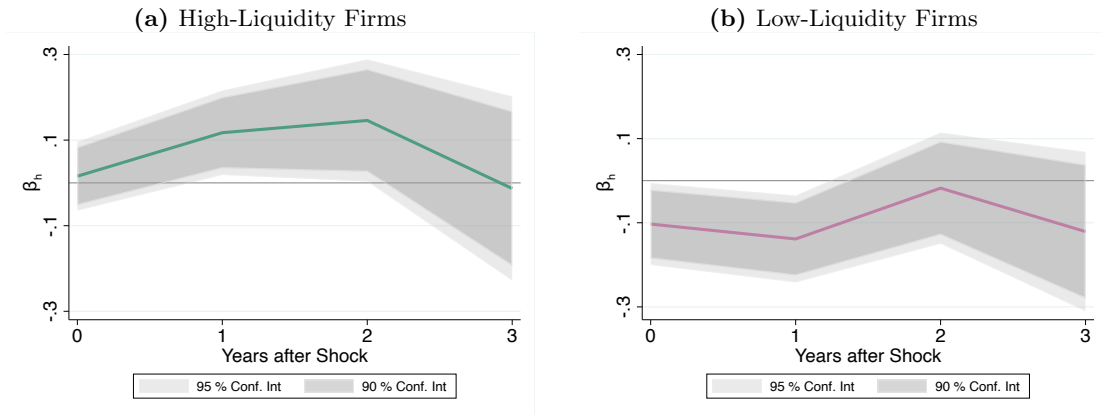 (a) High-Liquidity Firms
.3
.1
-.1
-.3
βh
0 1 2 3
Years after Shock
95 % Conf. Int 90 % Conf. Int
(b) Low-Liquidity Firms
.3
.1
-.1
-.3
βh
0 1 2 3
Years after Shock
95 % Conf. Int 90 % Conf. Int